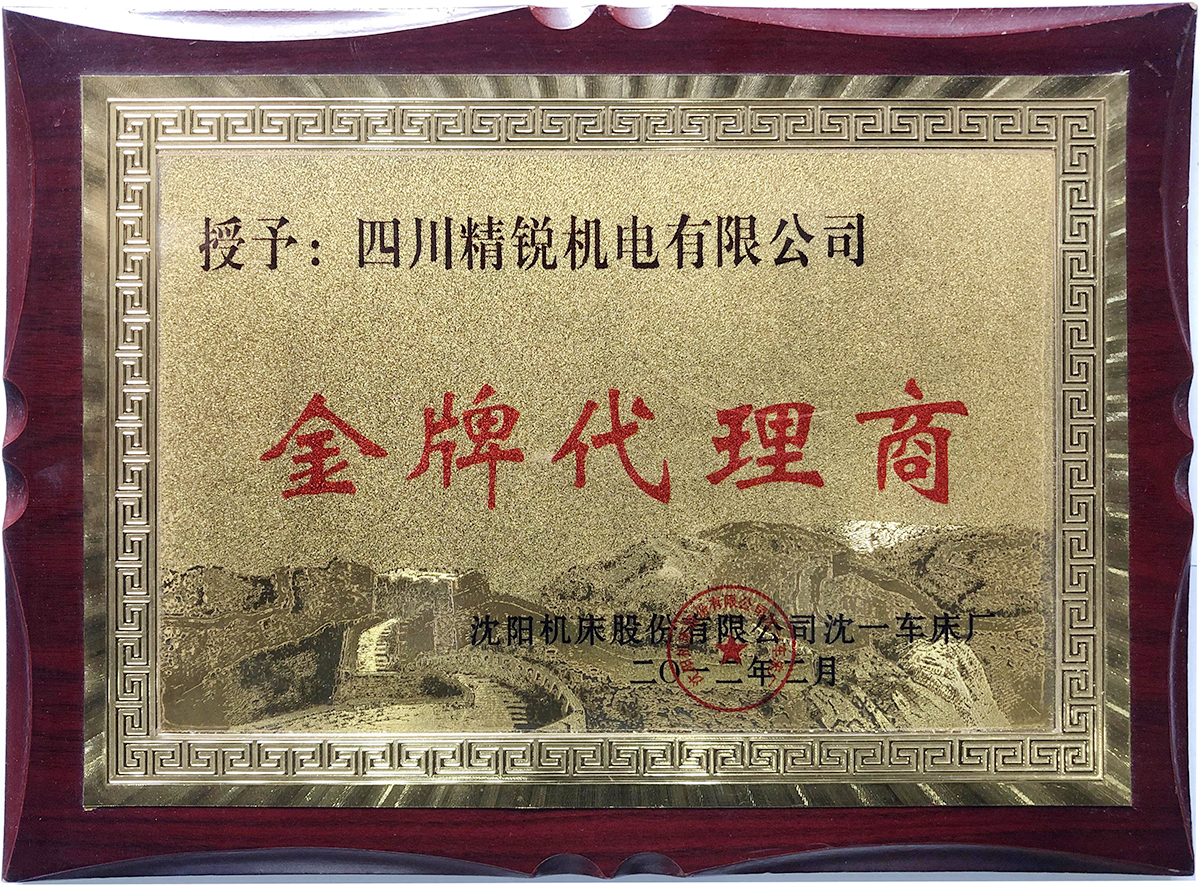 授予：四川精锐机电有限公司
金牌代理商
沈阳机床股份有限公司沈一车床厂
二〇一二年二月